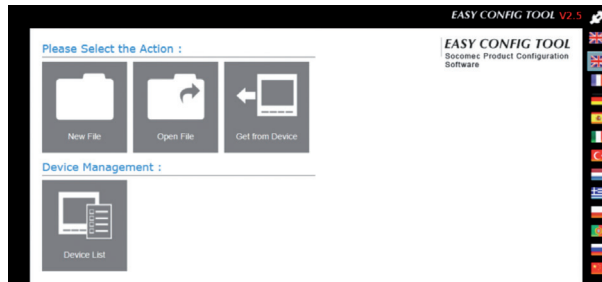 EASY CONFIG TOOL V2.5
Please Select the Action :
EASY CONFIG TOOL
Socomec Product Configuration
Software
New File
Open File
Get from Device
Device Management :
Device List